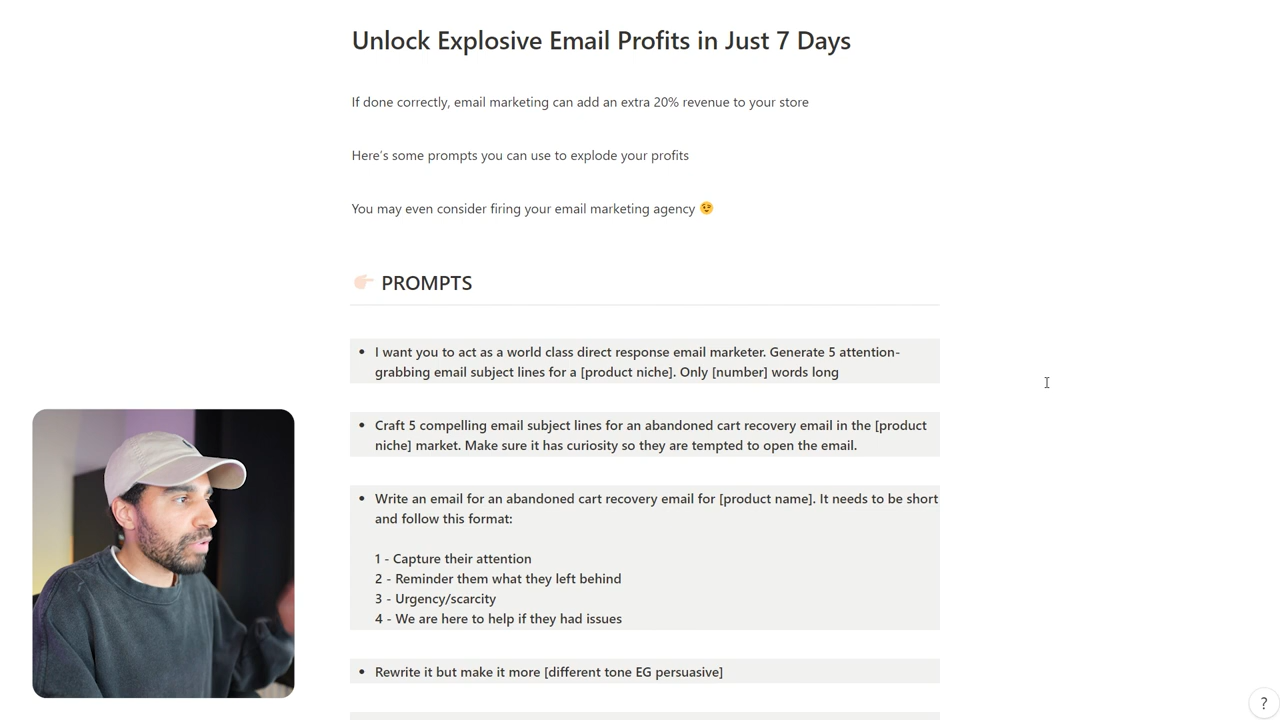 Unlock Explosive Email Profits in Just 7 Days
If done correctly, email marketing can add an extra 20% revenue to your store
Here's some prompts you can use to explode your profits
You may even consider firing your email marketing agency 😉
👉🏻 PROMPTS
• I want you to act as a world class direct response email marketer. Generate 5 attention-
grabbing email subject lines for a [product niche]. Only [number] words long
• Craft 5 compelling email subject lines for an abandoned cart recovery email in the [product
niche] market. Make sure it has curiosity so they are tempted to open the email.
• Write an email for an abandoned cart recovery email for [product name]. It needs to be short
and follow this format:
1 - Capture their attention
2 - Reminder them what they left behind
3 - Urgency/scarcity
4 - We are here to help if they had issues
• Rewrite it but make it more [different tone EG persuasive]
?